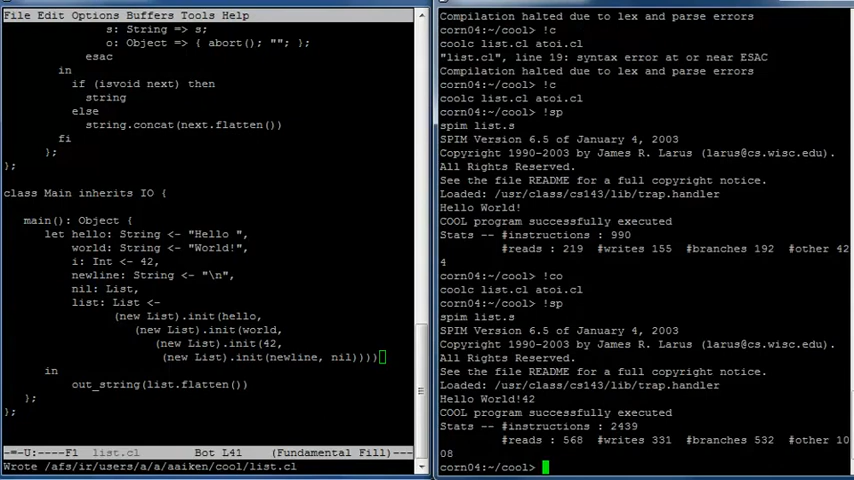 File Edit Options Buffers Tools Help
s: String => s;
o: Object => { abort(); ""; };
esac
in
if (isvoid next) then
string
else
string.concat(next.flatten())
fi
};
};
class Main inherits IO {
main(): Object {
let hello: String <- "Hello ",
world: String <- "World!",
i: Int <- 42,
newline: String <- "\n",
nil: List,
list: List <-
(new List).init(hello,
(new List).init(world,
(new List).init(42,
(new List).init(newline, nil))))
in
out_string(list.flatten())
};
};
-=-U:----F1  list.cl        Bot L41    (Fundamental Fill)---
Wrote /afs/ir/users/a/a/aaiken/cool/list.cl
Compilation halted due to lex and parse errors
corn04:~/cool> !c
coolc list.cl atoi.cl
"list.cl", line 19: syntax error at or near ESAC
Compilation halted due to lex and parse errors
corn04:~/cool> !c
coolc list.cl atoi.cl
corn04:~/cool> !sp
spim list.s
SPIM Version 6.5 of January 4, 2003
Copyright 1990-2003 by James R. Larus (larus@cs.wisc.edu).
All Rights Reserved.
See the file README for a full copyright notice.
Loaded: /usr/class/cs143/lib/trap.handler
Hello World!
COOL program successfully executed
Stats -- #instructions : 990
#reads : 219  #writes 155  #branches 192  #other 42
4
corn04:~/cool> !co
coolc list.cl atoi.cl
corn04:~/cool> !sp
spim list.s
SPIM Version 6.5 of January 4, 2003
Copyright 1990-2003 by James R. Larus (larus@cs.wisc.edu).
All Rights Reserved.
See the file README for a full copyright notice.
Loaded: /usr/class/cs143/lib/trap.handler
Hello World!42
COOL program successfully executed
Stats -- #instructions : 2439
#reads : 568  #writes 331  #branches 532  #other 10
08
corn04:~/cool>